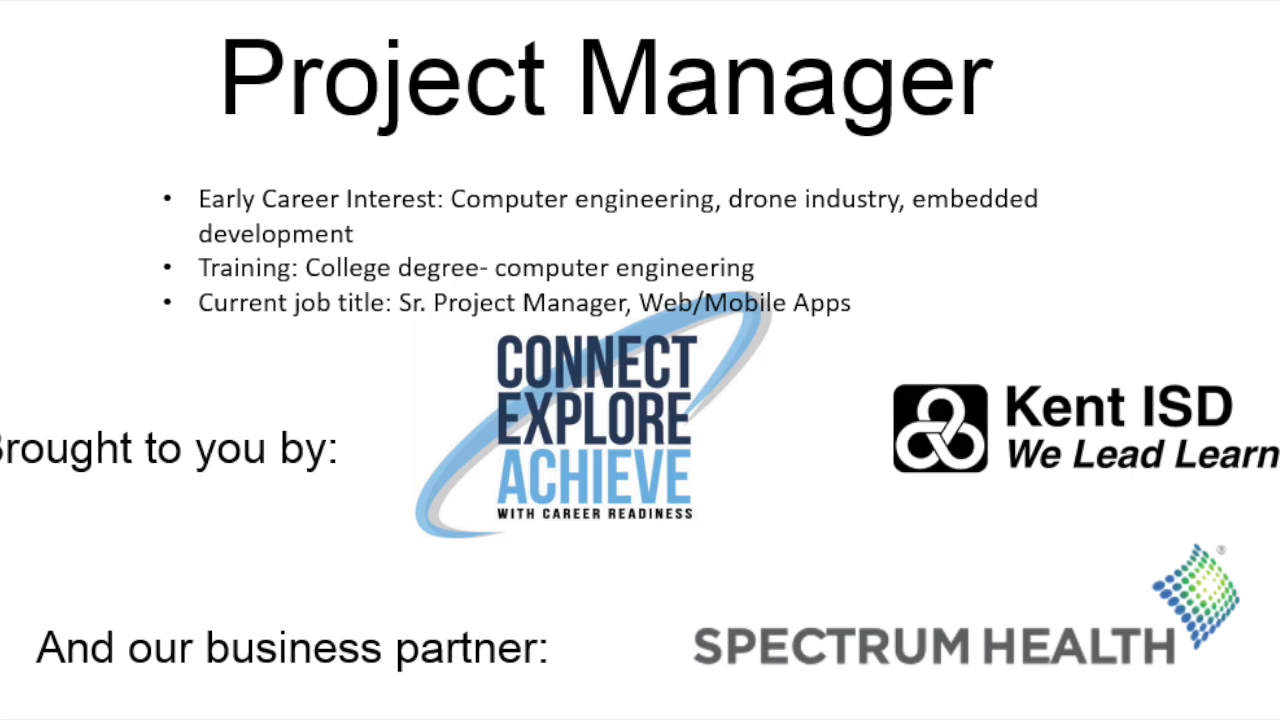 Project Manager
• Early Career Interest: Computer engineering, drone industry, embedded
development
• Training: College degree- computer engineering
• Current job title: Sr. Project Manager, Web/Mobile Apps
CONNECT
EXPLORE
ACHIEVE
WITH CAREER READINESS
Brought to you by:
Kent ISD
We Lead Learn
®
SPECTRUM HEALTH
And our business partner: